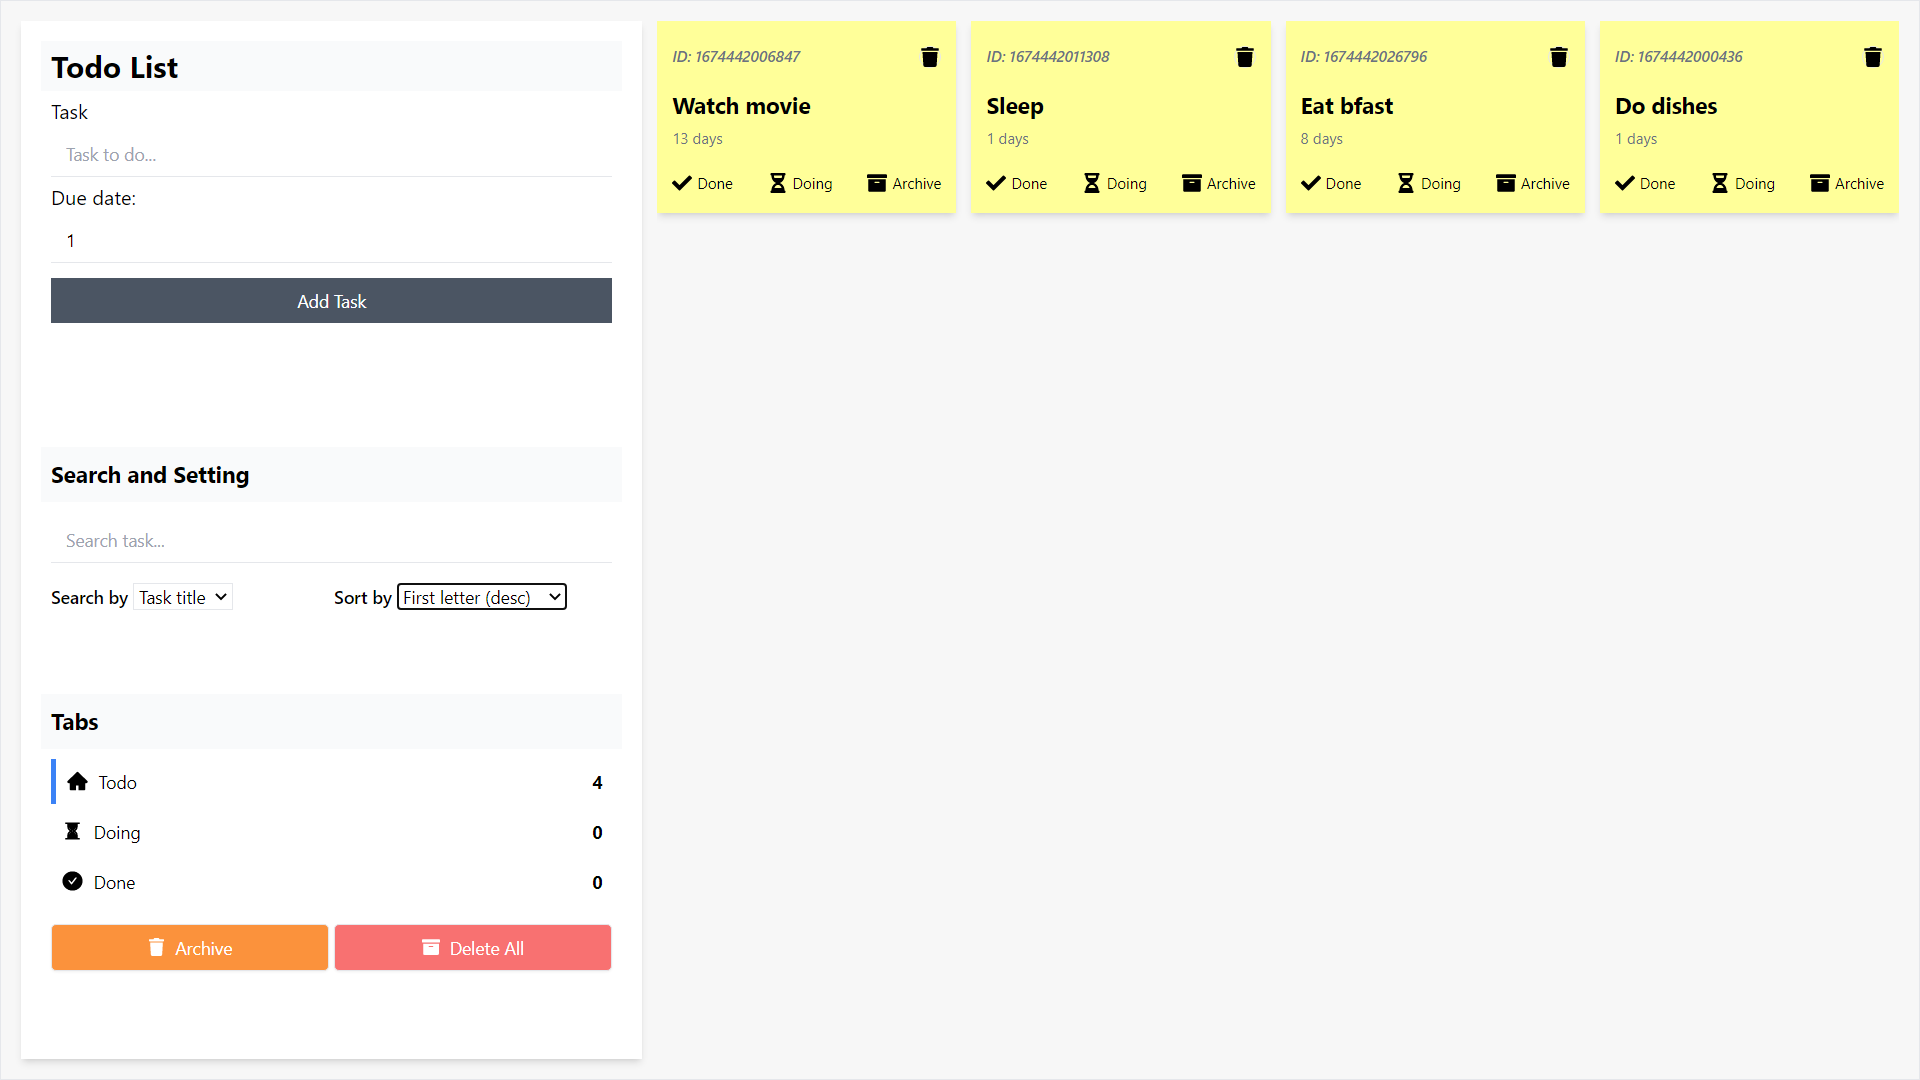 Todo List
Task
Task to do...
Due date:
1
Add Task
Search and Setting
Search task...
Search by Task title
Sort by First letter (desc)
Tabs
Todo 4
Doing 0
Done 0
Archive
Delete All
ID: 1674442006847
Watch movie
13 days
Done Doing Archive
ID: 1674442011308
Sleep
1 days
Done Doing Archive
ID: 1674442026796
Eat bfast
8 days
Done Doing Archive
ID: 1674442000436
Do dishes
1 days
Done Doing Archive